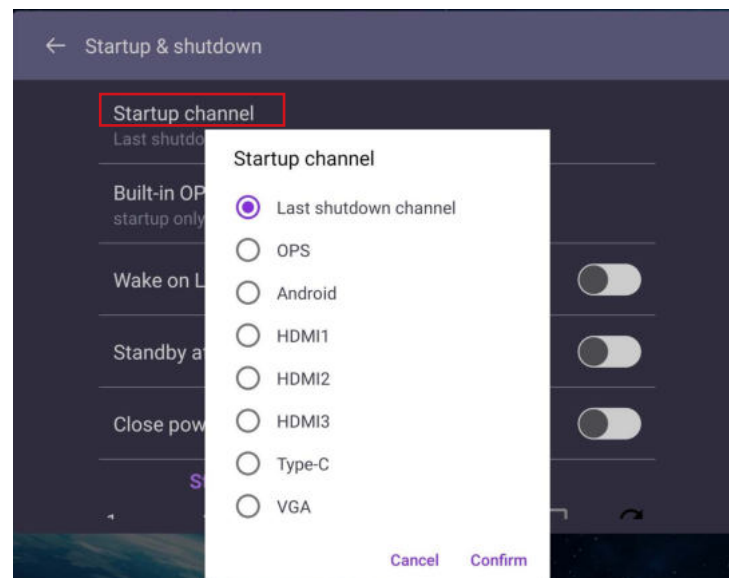 Startup & shutdown
Startup channel
Last shutdo
Startup channel
Built-in OP
startup only
Last shutdown channel
OPS
Wake on L
Android
HDMI1
Standby a
HDMI2
Close pow
HDMI3
Type-C
S
VGA
Cancel Confirm